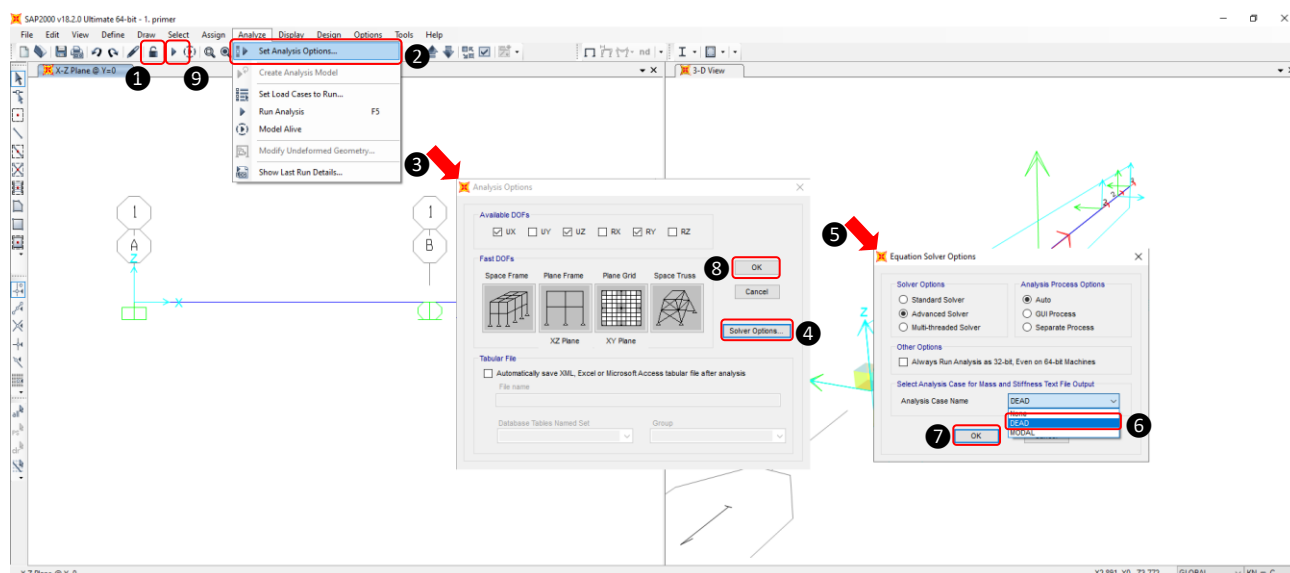 SAP2000 v18.2.0 Ultimate 64-bit - 1. primer
File Edit View Define Draw Select Assign Analyze Display Design Options Tools Help
nd
Set Analysis Options...
2
X-Z Plane @ Y=0
3-D View
1
9
Create Analysis Model
Set Load Cases to Run...
Run Analysis F5
Model Alive
Modify Undeformed Geometry...
Show Last Run Details...
3
Analysis Options
Available DOFs
UX UY UZ RX RY RZ
Fast DOFs
Space Frame Plane Frame Plane Grid Space Truss
XZ Plane XY Plane
8
OK
Cancel
Solver Options...
4
Tabular File
Automatically save XML, Excel or Microsoft Access tabular file after analysis
File name
Database Tables Named Set Group
1
A
Z
X
1
B
Z
2
3
5
Equation Solver Options
Solver Options
Standard Solver
Advanced Solver
Multi-threaded Solver
Analysis Process Options
Auto
GUI Process
Separate Process
Other Options
Always Run Analysis as 32-bit, Even on 64-bit Machines
Select Analysis Case for Mass and Stiffness Text File Output
Analysis Case Name DEAD
None
DEAD
MODAL
6
7
OK
GLOBAL